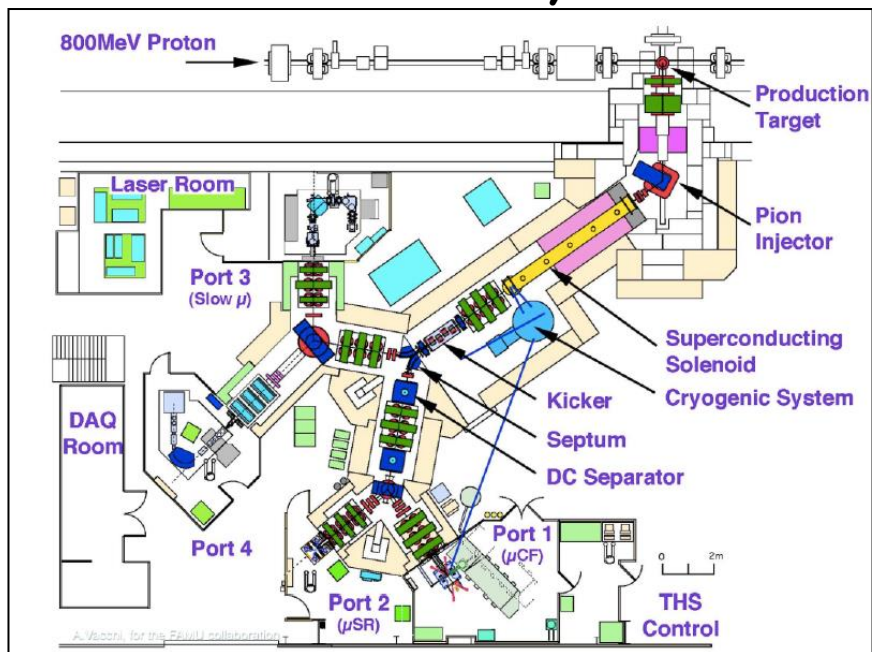 800MeV Proton
Production
Target
Laser Room
Pion
Injector
Port 3
(Slow µ)
Superconducting
Solenoid
Cryogenic System
Kicker
DAQ
Room
Septum
DC Separator
Port 4
Port 1
(µCF)
Port 2
(µSR)
0 2m
THS
Control
A.Vacchi, for the FAMU collaboration